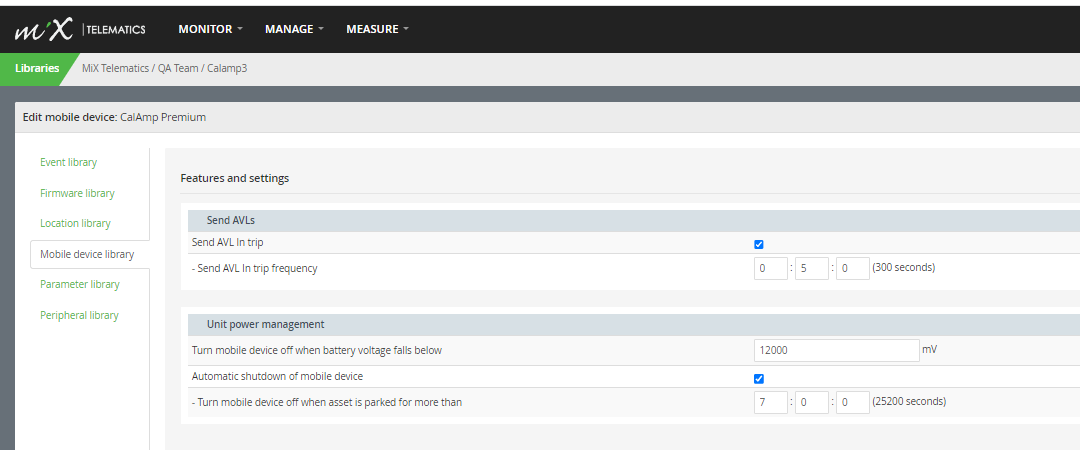 miX TELEMATICS MONITOR MANAGE MEASURE
Libraries MiX Telematics / QA Team / Calamp3
Edit mobile device: CalAmp Premium
Event library
Firmware library
Location library
Mobile device library
Parameter library
Peripheral library
Features and settings
Send AVLs
Send AVL In trip
- Send AVL In trip frequency 0 : 5 : 0 (300 seconds)
Unit power management
Turn mobile device off when battery voltage falls below 12000 mV
Automatic shutdown of mobile device
- Turn mobile device off when asset is parked for more than 7 : 0 : 0 (25200 seconds)